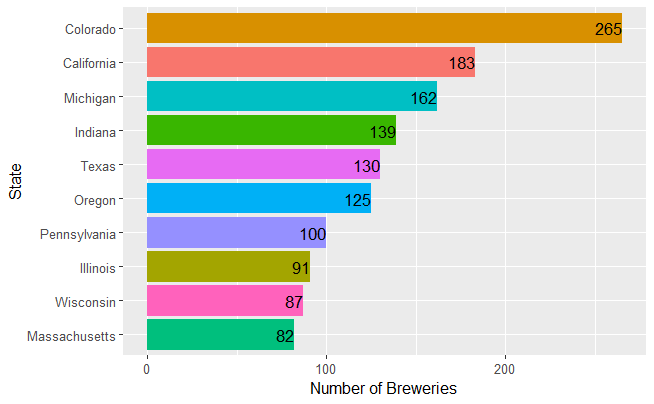 Colorado 265
California 183
Michigan 162
Indiana 139
Texas 130
State
Oregon 125
Pennsylvania 100
Illinois 91
Wisconsin 87
Massachusetts 82
0 100 200
Number of Breweries